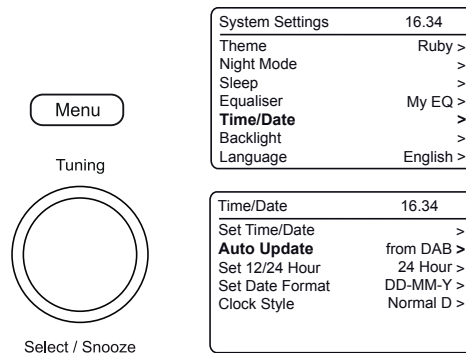 Menu
Tuning
Select / Snooze
System Settings 16.34
Theme Ruby >
Night Mode >
Sleep >
Equaliser My EQ >
Time/Date >
Backlight >
Language English >
Time/Date 16.34
Set Time/Date >
Auto Update from DAB >
Set 12/24 Hour 24 Hour >
Set Date Format DD-MM-Y >
Clock Style Normal D >